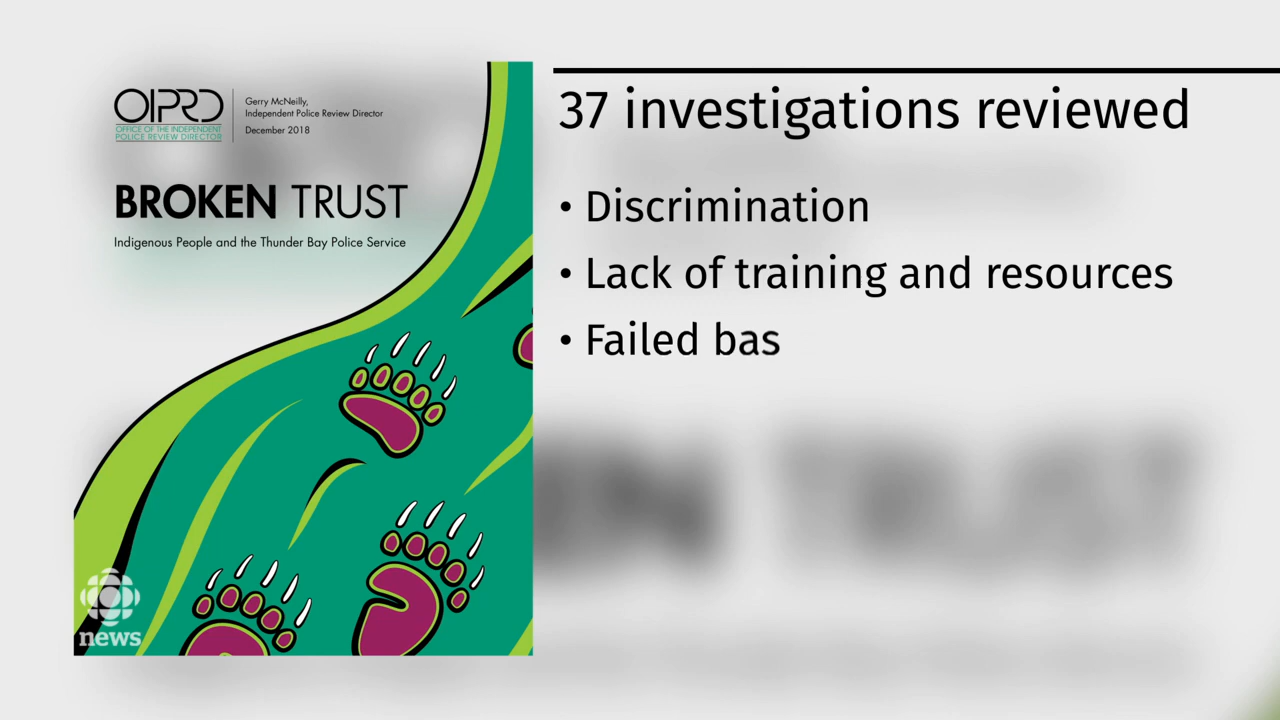 OIPRD
OFFICE OF THE INDEPENDENT
POLICE REVIEW DIRECTOR
Gerry McNeilly,
Independent Police Review Director
December 2018
BROKEN TRUST
Indigenous People and the Thunder Bay Police Service
news
37 investigations reviewed
• Discrimination
• Lack of training and resources
• Failed bas